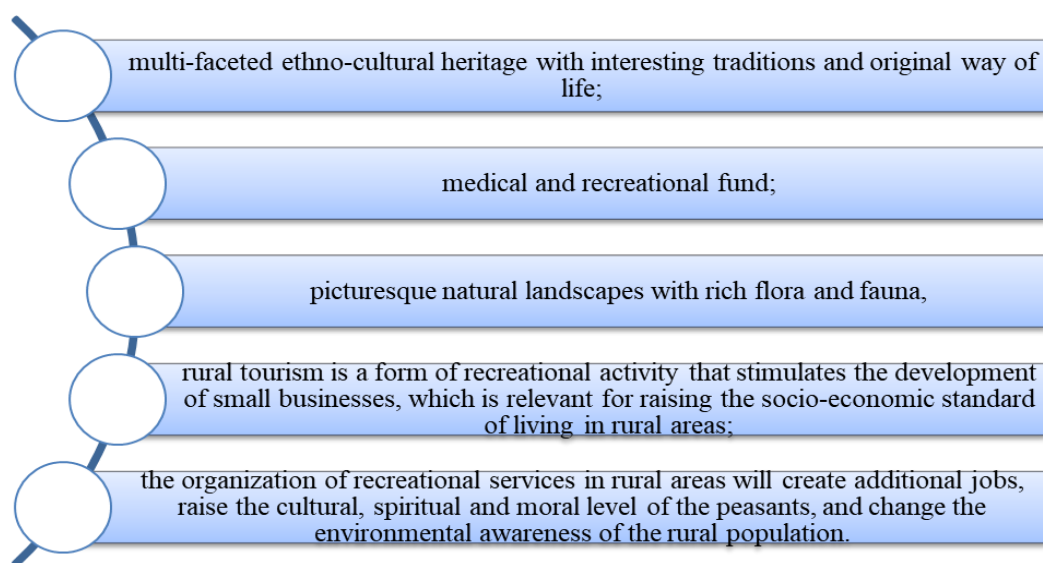 multi-faceted ethno-cultural heritage with interesting traditions and original way of
life;
medical and recreational fund;
picturesque natural landscapes with rich flora and fauna,
rural tourism is a form of recreational activity that stimulates the development
of small businesses, which is relevant for raising the socio-economic standard
of living in rural areas;
the organization of recreational services in rural areas will create additional jobs,
raise the cultural, spiritual and moral level of the peasants, and change the
environmental awareness of the rural population.